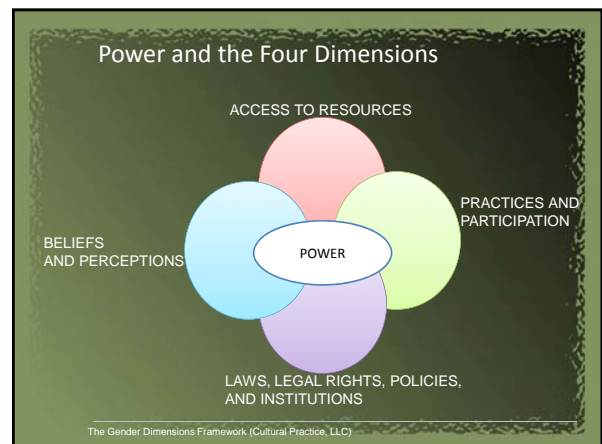 Power and the Four Dimensions
ACCESS TO RESOURCES
PRACTICES AND
PARTICIPATION
BELIEFS
AND PERCEPTIONS
POWER
LAWS, LEGAL RIGHTS, POLICIES,
AND INSTITUTIONS
The Gender Dimensions Framework (Cultural Practice, LLC)